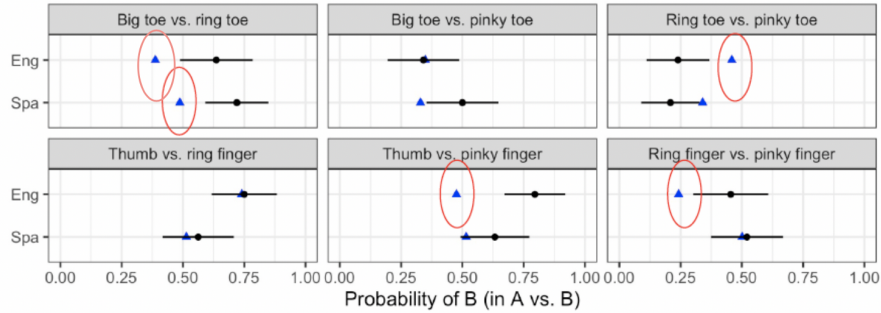 Big toe vs. ring toe
Big toe vs. pinky toe
Ring toe vs. pinky toe
Eng
Spa
Thumb vs. ring finger
Thumb vs. pinky finger
Ring finger vs. pinky finger
Eng
Spa
0.00 0.25 0.50 0.75 1.00 0.00 0.25 0.50 0.75 1.00 0.00 0.25 0.50 0.75 1.00
Probability of B (in A vs. B)